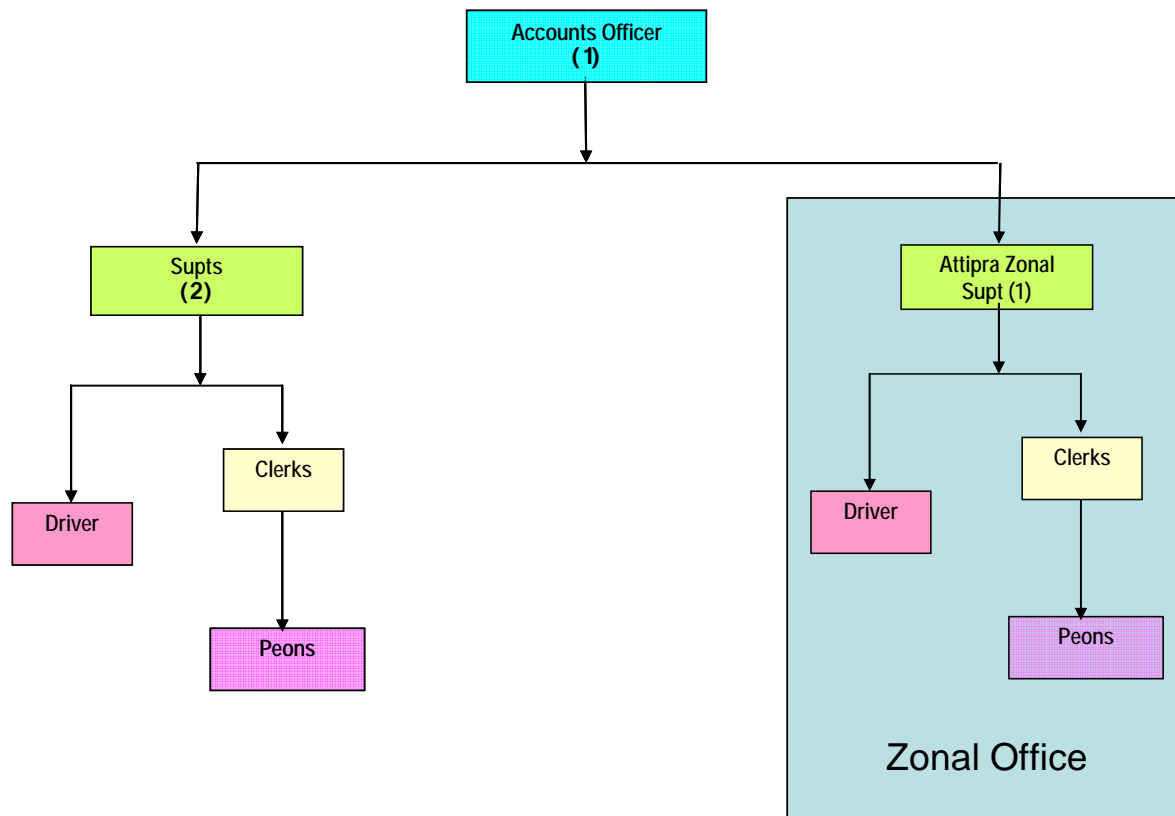 Accounts Officer
(1)
Supts
(2)
Attipra Zonal
Supt (1)
Clerks
Driver
Peons
Clerks
Driver
Peons
Zonal Office